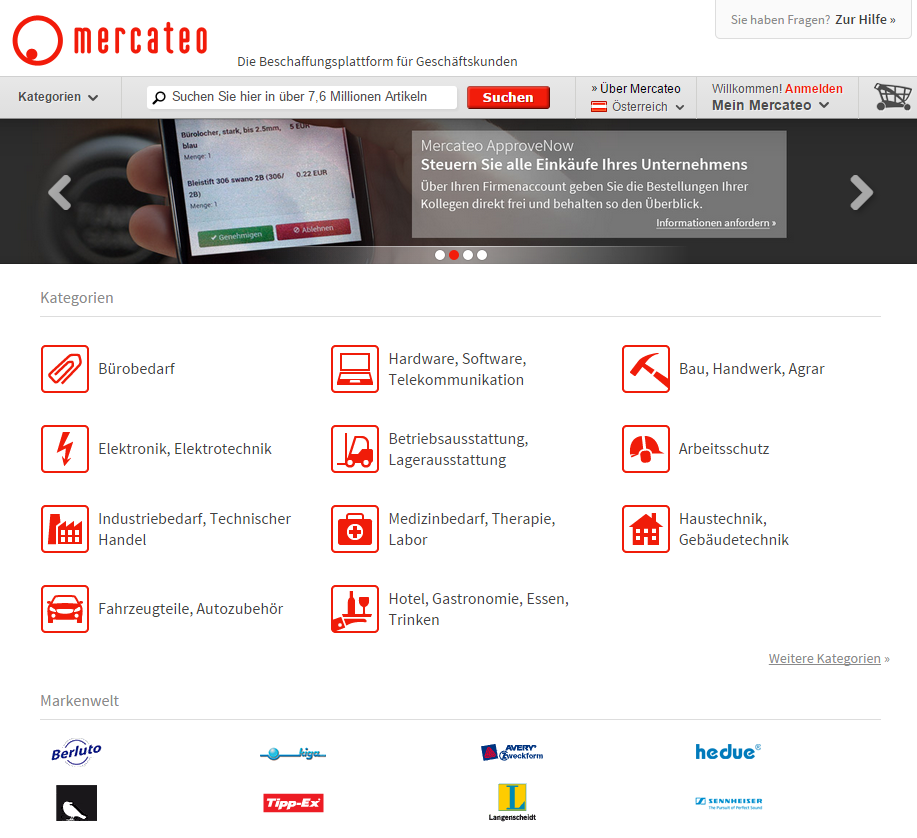 mercateo
Die Beschaffungsplattform für Geschäftskunden
Sie haben Fragen? Zur Hilfe »
Kategorien
Suchen Sie hier in über 7,6 Millionen Artikeln
Suchen
» Über Mercateo
Österreich
Willkommen! Anmelden
Mein Mercateo
Bürolocher, stark, bis 2.5mm, 5 EUR
blau
Menge: 1
Bleistift 306 swano 2B (306/ 0.22 EUR
2B)
Menge: 1
Genehmigen
Ablehnen
Mercateo ApproveNow
Steuern Sie alle Einkäufe Ihres Unternehmens
Über Ihren Firmenaccount geben Sie die Bestellungen Ihrer
Kollegen direkt frei und behalten so den Überblick.
Informationen anfordern »
Kategorien
Bürobedarf
Hardware, Software,
Telekommunikation
Bau, Handwerk, Agrar
Elektronik, Elektrotechnik
Betriebsausstattung,
Lagerausstattung
Arbeitsschutz
Industriebedarf, Technischer
Handel
Medizinbedarf, Therapie,
Labor
Haustechnik,
Gebäudetechnik
Fahrzeugteile, Autozubehör
Hotel, Gastronomie, Essen,
Trinken
Weitere Kategorien »
Markenwelt
Berluto
kiya
AVERY
Zweckform
hedue®
Tipp-Ex
L
Langenscheidt
SENNHEISER
The Pursuit of Perfect Sound